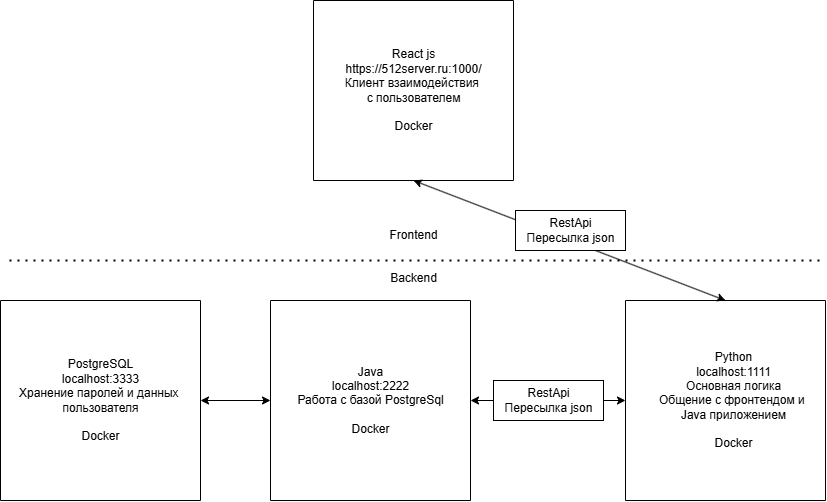 React js
https://512server.ru:1000/
Клиент взаимодействия
с пользователем
Docker
RestApi
Пересылка json
Frontend
Backend
PostgreSQL
localhost:3333
Хранение паролей и данных
пользователя
Docker
Java
localhost:2222
Работа с базой PostgreSql
Docker
RestApi
Пересылка json
Python
localhost:1111
Основная логика
Общение с фронтендом и
Java приложением
Docker